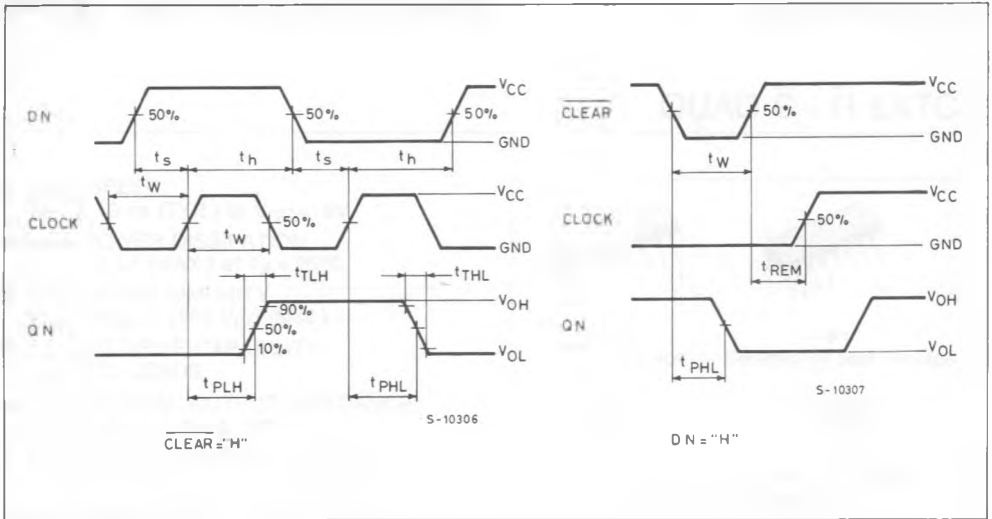 DN
50%
50%
50%
VCC
GND
ts
th
ts
th
tW
CLOCK
tW
50%
VCC
GND
tTLH
tTHL
QN
90%
50%
10%
VOH
VOL
tPLH
tPHL
S-10306
CLEAR="H"
CLEAR
50%
VCC
GND
tW
CLOCK
50%
VCC
GND
tREM
QN
VOH
VOL
tPHL
S-10307
DN="H"